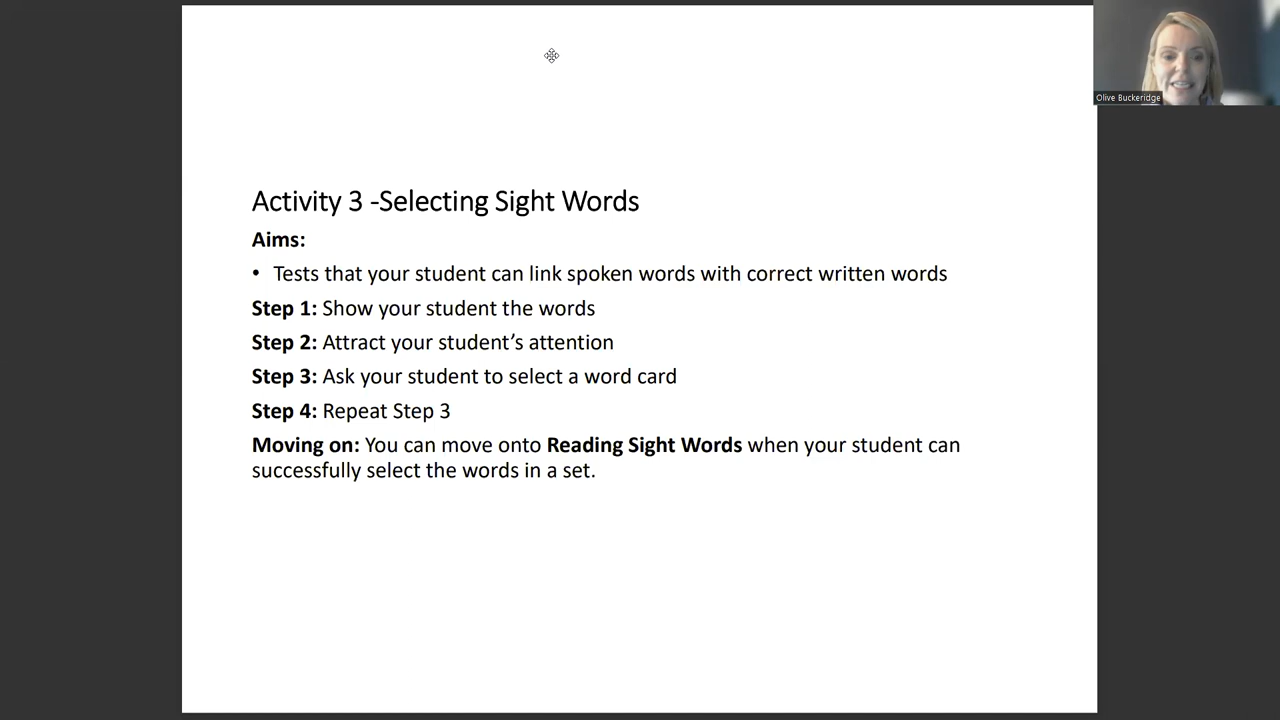 Olive Buckeridge
Activity 3 -Selecting Sight Words
Aims:
• Tests that your student can link spoken words with correct written words
Step 1: Show your student the words
Step 2: Attract your student’s attention
Step 3: Ask your student to select a word card
Step 4: Repeat Step 3
Moving on: You can move onto Reading Sight Words when your student can
successfully select the words in a set.